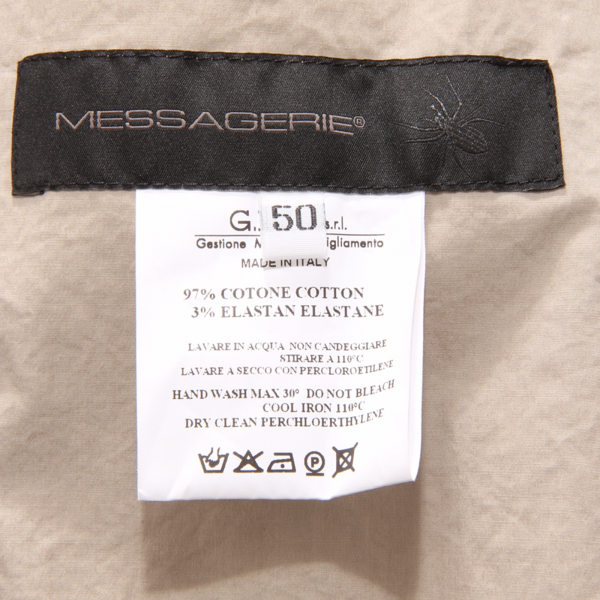 MESSAGERIE®
50
G. s.r.l.
Gestione
MADE IN ITALY
97% COTONE COTTON
3% ELASTAN ELASTANE
LAVARE IN ACQUA NON CANDEGGIARE
STIRARE A 110°C
LAVARE A SECCO CON PERCLOROETILENE
HAND WASH MAX 30° DO NOT BLEACH
COOL IRON 110°C
DRY CLEAN PERCHLOERTHYLENE
P